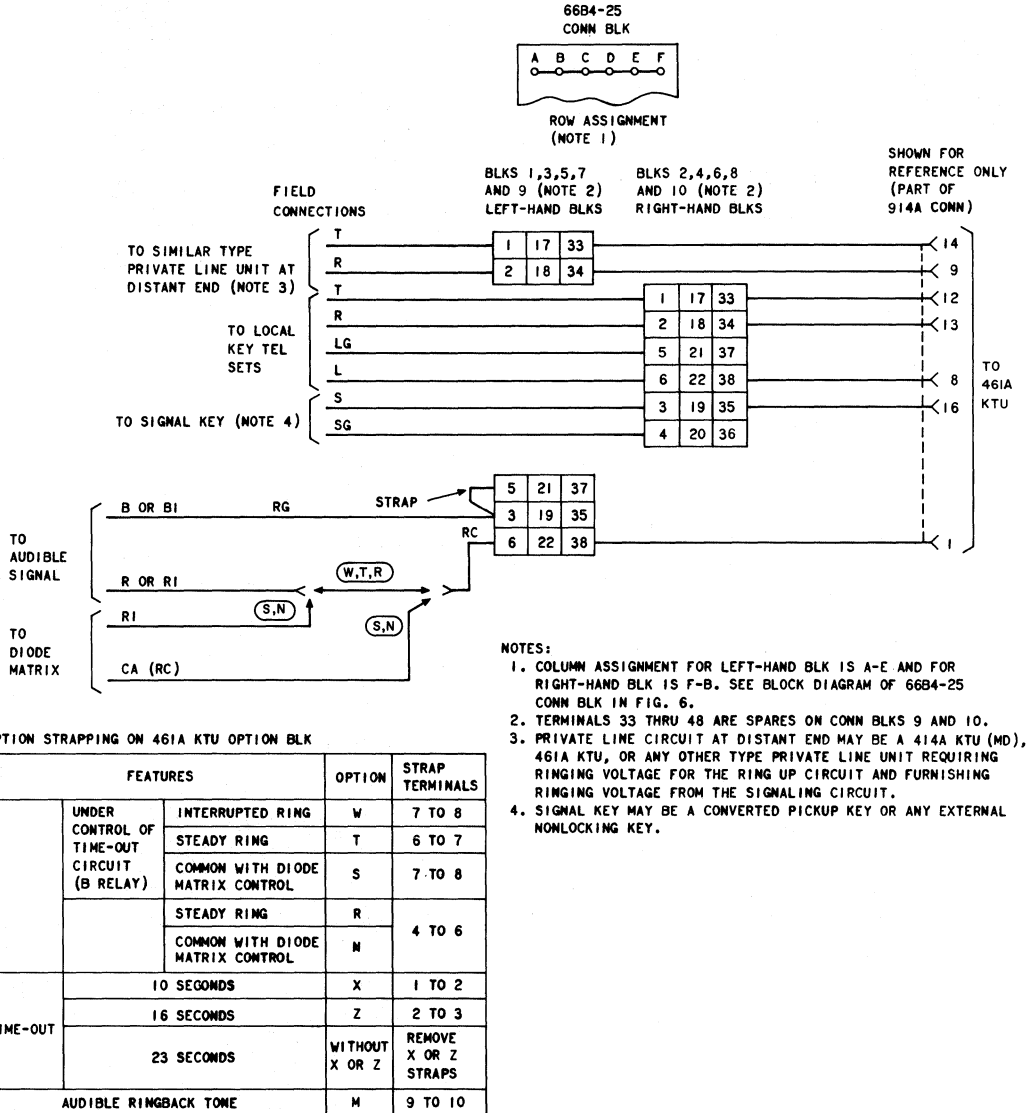 66B4-25
CONN BLK
A B C D E F
ROW ASSIGNMENT
(NOTE 1)
SHOWN FOR
REFERENCE ONLY
(PART OF
914A CONN)
BLKS 1,3,5,7
AND 9 (NOTE 2)
LEFT-HAND BLKS
BLKS 2,4,6,8
AND 10 (NOTE 2)
RIGHT-HAND BLKS
FIELD
CONNECTIONS
TO SIMILAR TYPE
PRIVATE LINE UNIT AT
DISTANT END (NOTE 3)
T
1 17 33
14
R
2 18 34
9
TO LOCAL
KEY TEL
SETS
T
1 17 33
12
R
2 18 34
13
LG
5 21 37
L
6 22 38
8
TO SIGNAL KEY (NOTE 4)
S
3 19 35
16
SG
4 20 36
TO
461A
KTU
TO
AUDIBLE
SIGNAL
B OR B1
RG
STRAP
5 21 37
3 19 35
RC
6 22 38
1
R OR R1
W,T,R
TO
DIODE
MATRIX
R1
S,N
S,N
CA (RC)
NOTES:
1. COLUMN ASSIGNMENT FOR LEFT-HAND BLK IS A-E AND FOR
RIGHT-HAND BLK IS F-B. SEE BLOCK DIAGRAM OF 66B4-25
CONN BLK IN FIG. 6.
2. TERMINALS 33 THRU 48 ARE SPARES ON CONN BLKS 9 AND 10.
3. PRIVATE LINE CIRCUIT AT DISTANT END MAY BE A 414A KTU (MD),
461A KTU, OR ANY OTHER TYPE PRIVATE LINE UNIT REQUIRING
RINGING VOLTAGE FOR THE RING UP CIRCUIT AND FURNISHING
RINGING VOLTAGE FROM THE SIGNALING CIRCUIT.
4. SIGNAL KEY MAY BE A CONVERTED PICKUP KEY OR ANY EXTERNAL
NONLOCKING KEY.
PTION STRAPPING ON 461A KTU OPTION BLK
FEATURES
OPTION
STRAP
TERMINALS
UNDER
CONTROL OF
TIME-OUT
CIRCUIT
(B RELAY)
INTERRUPTED RING
W
7 TO 8
STEADY RING
T
6 TO 7
COMMON WITH DIODE
MATRIX CONTROL
S
7 TO 8
STEADY RING
R
4 TO 6
COMMON WITH DIODE
MATRIX CONTROL
N
IME-OUT
10 SECONDS
X
1 TO 2
16 SECONDS
Z
2 TO 3
23 SECONDS
WITHOUT
X OR Z
REMOVE
X OR Z
STRAPS
AUDIBLE RINGBACK TONE
M
9 TO 10